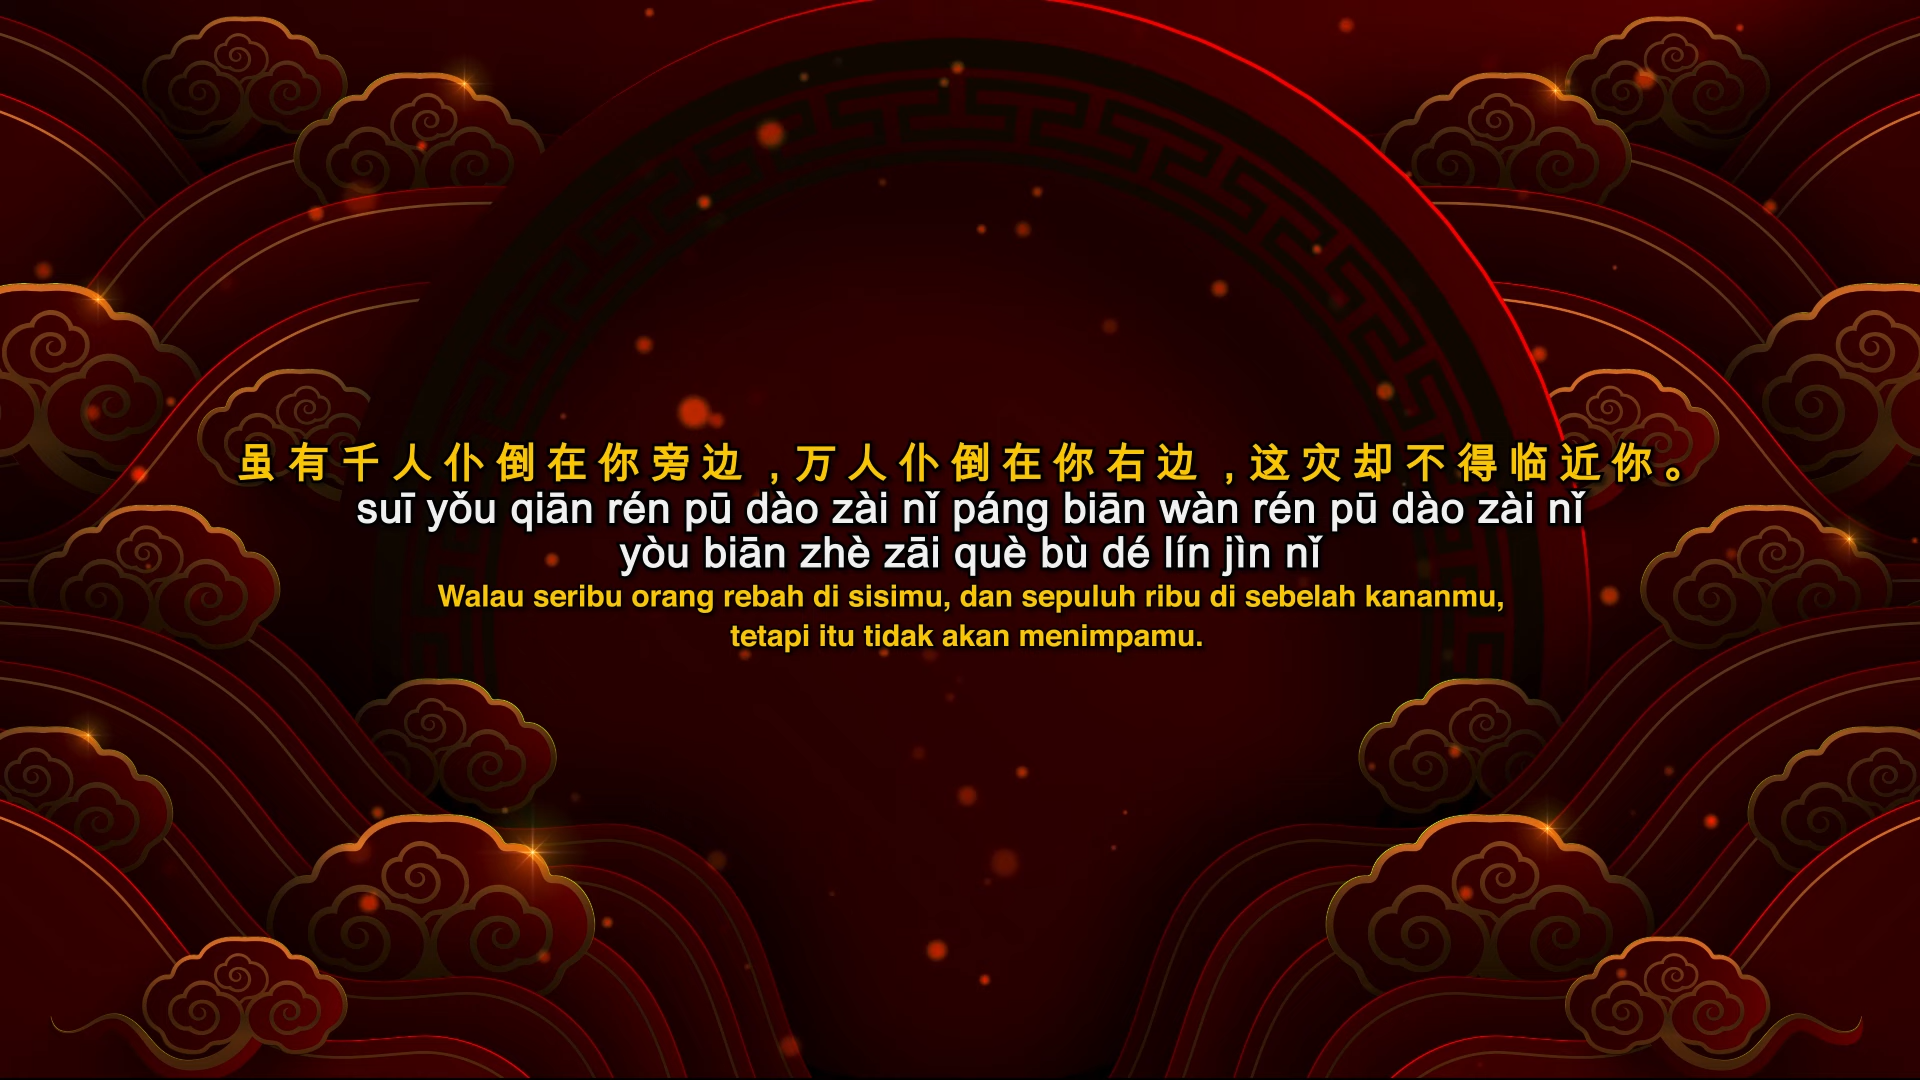 虽有千人仆倒在你旁边,万人仆倒在你右边,这灾却不得临近你。
suī yǒu qiān rén pū dào zài nǐ páng biān wàn rén pū dào zài nǐ
yòu biān zhè zāi què bù dé lín jìn nǐ
Walau seribu orang rebah di sisimu, dan sepuluh ribu di sebelah kananmu,
tetapi itu tidak akan menimpamu.